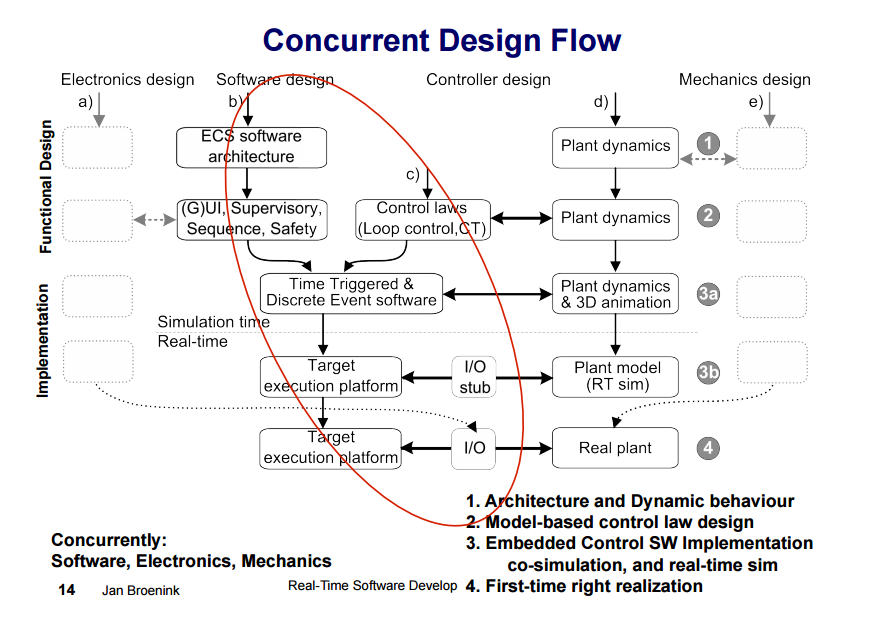 Concurrent Design Flow
Electronics design
Software design
Controller design
Mechanics design
a)
b)
d)
e)
Functional Design
ECS software
architecture
Plant dynamics
1
c)
(G)UI, Supervisory,
Sequence, Safety
Control laws
(Loop control,CT)
Plant dynamics
2
Implementation
Time Triggered &
Discrete Event software
Plant dynamics
& 3D animation
3a
Simulation time
Real-time
Target
execution platform
I/O
stub
Plant model
(RT sim)
3b
Target
execution platform
I/O
Real plant
4
1. Architecture and Dynamic behaviour
2. Model-based control law design
3. Embedded Control SW Implementation
co-simulation, and real-time sim
4. First-time right realization
Concurrently:
Software, Electronics, Mechanics
14
Jan Broenink
Real-Time Software Develop